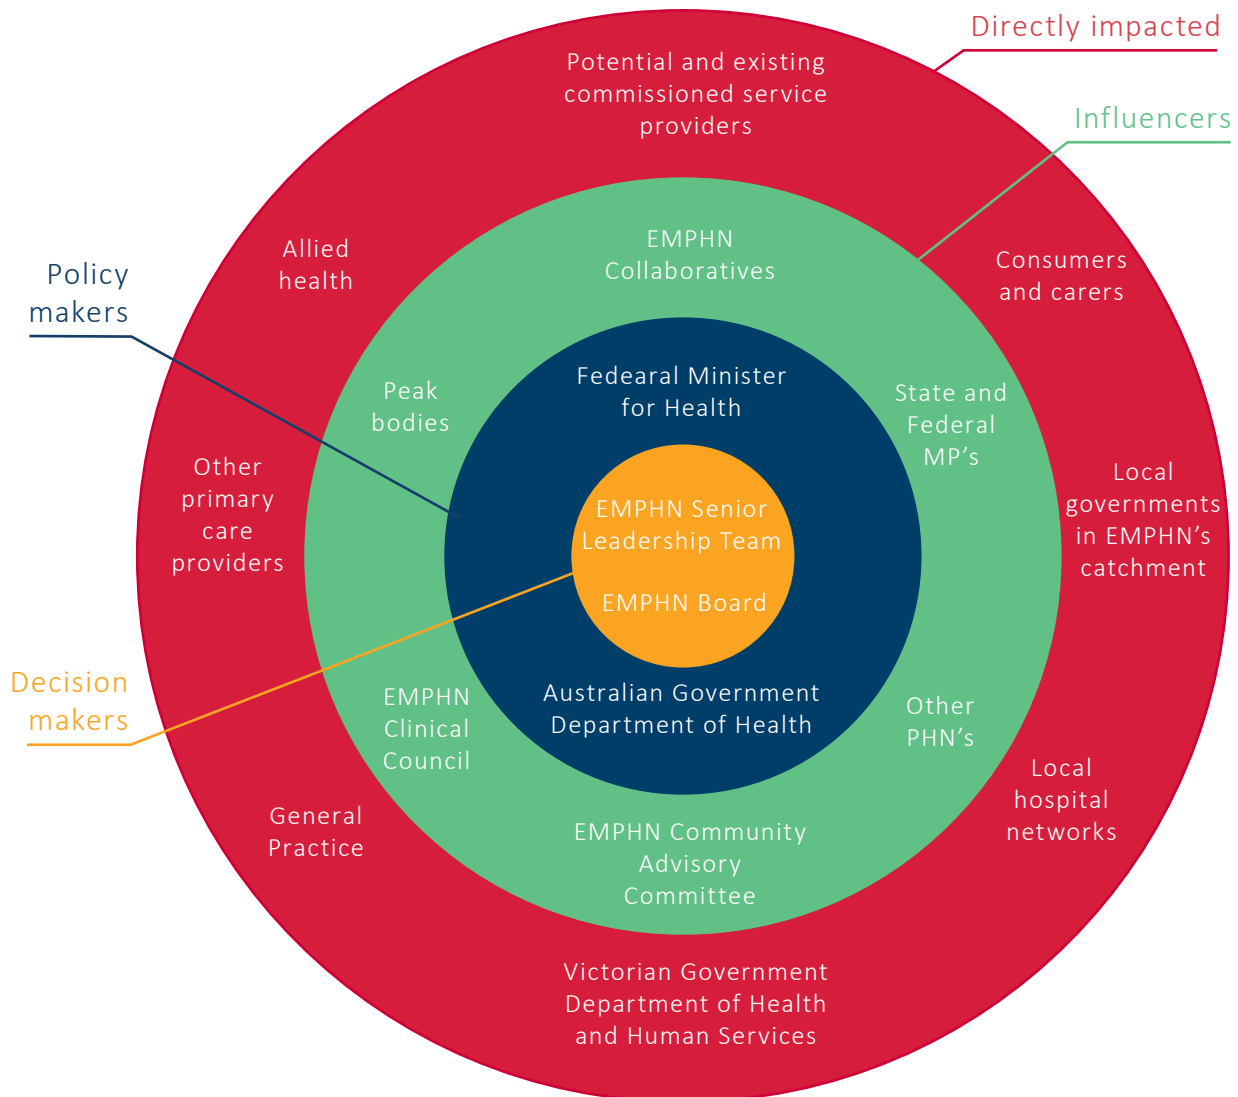 Directly impacted
Influencers
Policy
makers
Decision
makers
Potential and existing
commissioned service
providers
Allied
health
Consumers
and carers
Other
primary
care
providers
Local
governments
in EMPHN’s
catchment
General
Practice
Local
hospital
networks
Victorian Government
Department of Health
and Human Services
EMPHN
Collaboratives
Peak
bodies
State and
Federal
MP’s
EMPHN
Clinical
Council
Other
PHN’s
EMPHN Community
Advisory
Committee
Fedearal Minister
for Health
Australian Government
Department of Health
EMPHN Senior
Leadership Team
EMPHN Board